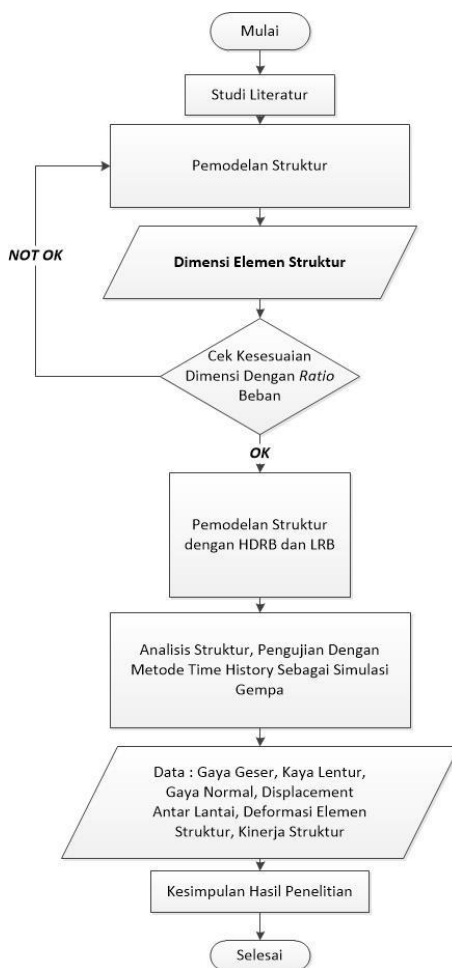 Mulai
Studi Literatur
Pemodelan Struktur
NOT OK
Dimensi Elemen Struktur
Cek Kesesuaian
Dimensi Dengan Ratio
Beban
OK
Pemodelan Struktur
dengan HDRB dan LRB
Analisis Struktur, Pengujian Dengan
Metode Time History Sebagai Simulasi
Gempa
Data : Gaya Geser, Kaya Lentur,
Gaya Normal, Displacement
Antar Lantai, Deformasi Elemen
Struktur, Kinerja Struktur
Kesimpulan Hasil Penelitian
Selesai